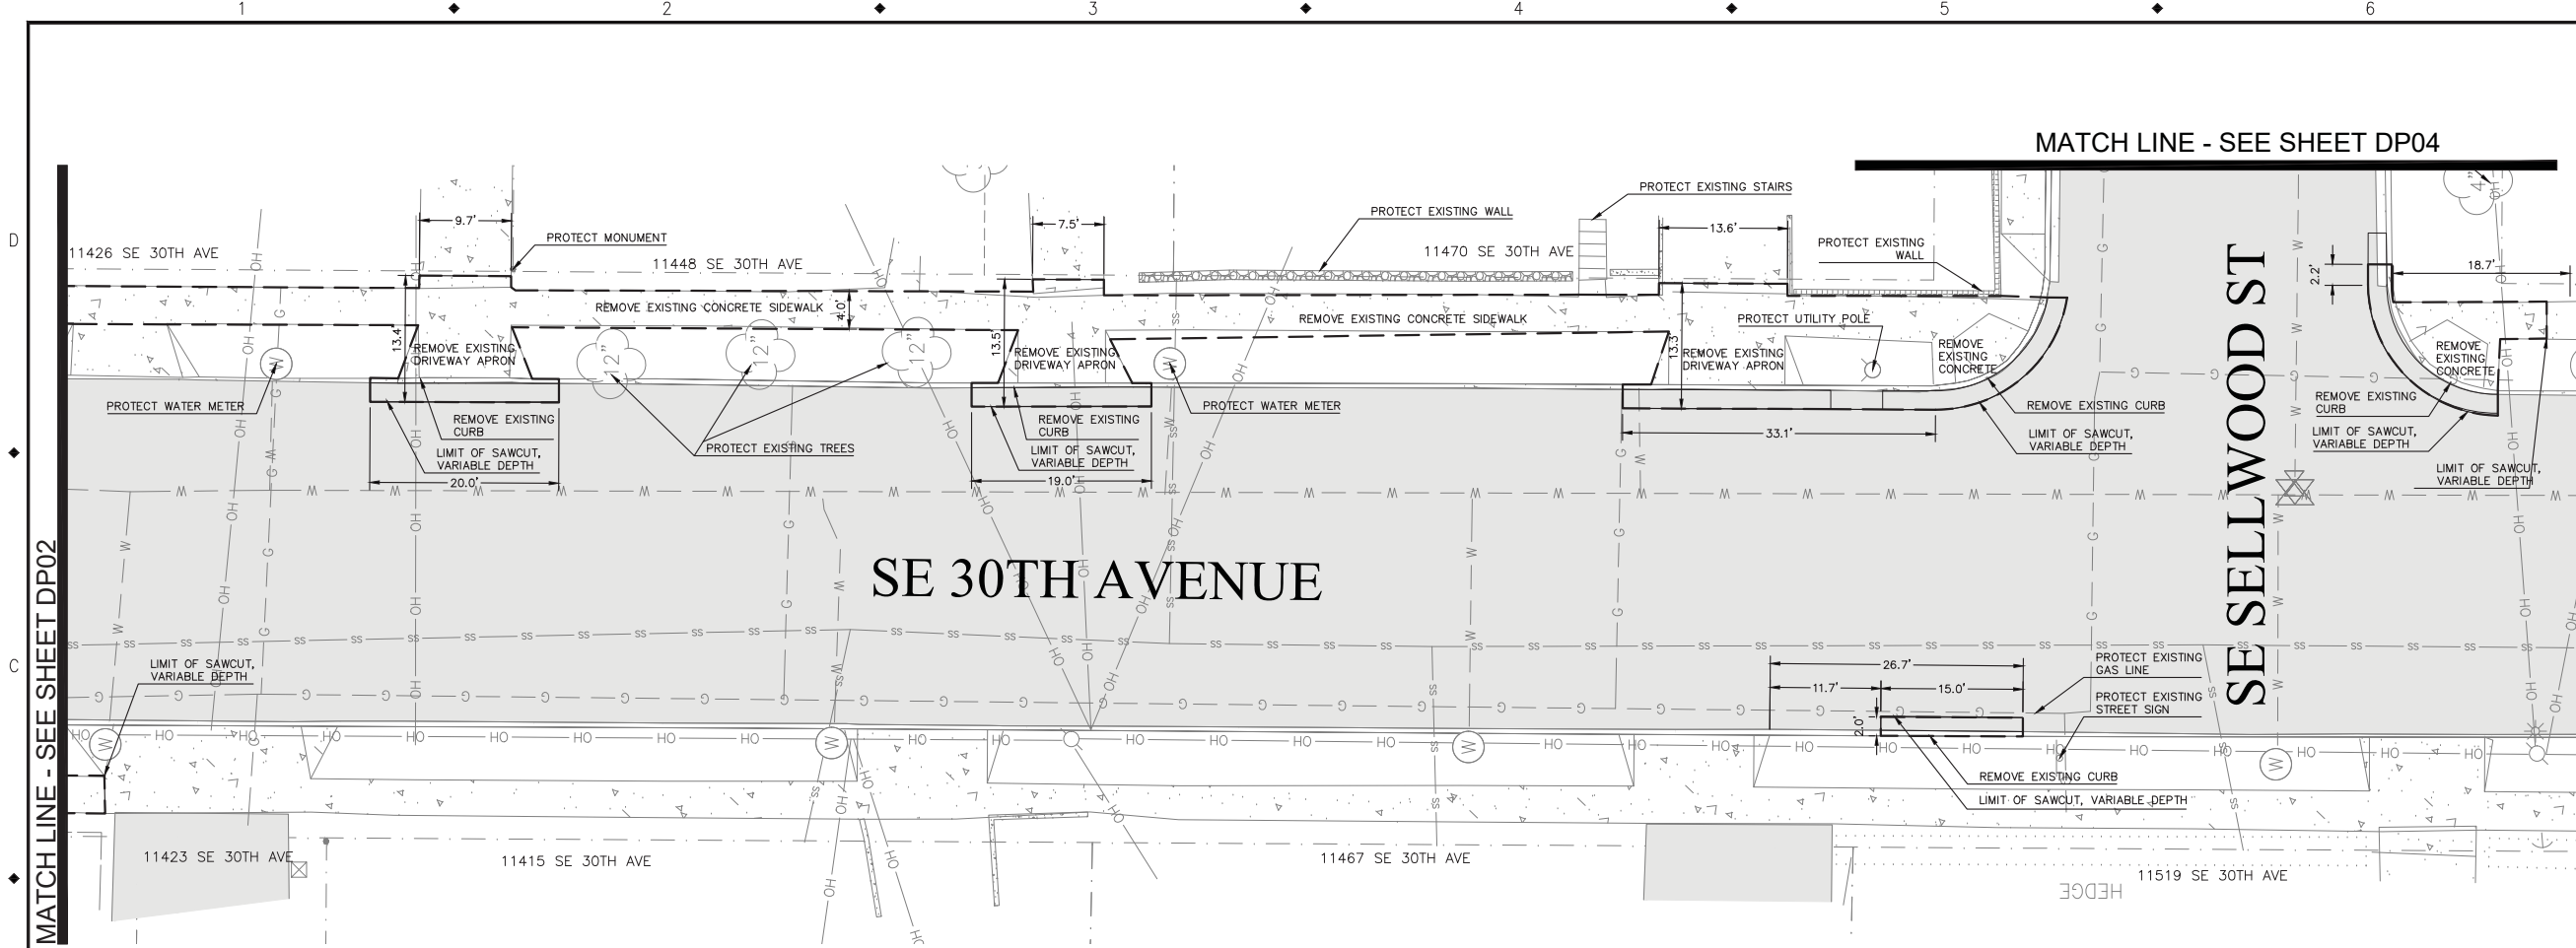 1
2
3
4
5
6
MATCH LINE - SEE SHEET DP04
D
C
MATCH LINE - SEE SHEET DP02
11426 SE 30TH AVE
9.7'
PROTECT MONUMENT
11448 SE 30TH AVE
7.5'
PROTECT EXISTING WALL
PROTECT EXISTING STAIRS
11470 SE 30TH AVE
13.6'
PROTECT EXISTING
WALL
2.2'
18.7'
4"
REMOVE EXISTING CONCRETE SIDEWALK
4.0'
REMOVE EXISTING CONCRETE SIDEWALK
PROTECT UTILITY POLE
13.4'
REMOVE EXISTING
DRIVEWAY APRON
12"
12"
12"
13.5'
REMOVE EXISTING
DRIVEWAY APRON
13.3'
REMOVE EXISTING
DRIVEWAY APRON
REMOVE
EXISTING
CONCRETE
REMOVE
EXISTING
CONCRETE
PROTECT WATER METER
REMOVE EXISTING
CURB
LIMIT OF SAWCUT,
VARIABLE DEPTH
20.0'
PROTECT EXISTING TREES
REMOVE EXISTING
CURB
LIMIT OF SAWCUT,
VARIABLE DEPTH
19.0'
PROTECT WATER METER
33.1'
REMOVE EXISTING CURB
LIMIT OF SAWCUT,
VARIABLE DEPTH
REMOVE EXISTING
CURB
LIMIT OF SAWCUT,
VARIABLE DEPTH
LIMIT OF SAWCUT,
VARIABLE DEPTH
SE 30TH AVENUE
SE SELLWOOD ST
LIMIT OF SAWCUT,
VARIABLE DEPTH
26.7'
11.7'
15.0'
2.0'
PROTECT EXISTING
GAS LINE
PROTECT EXISTING
STREET SIGN
REMOVE EXISTING CURB
LIMIT OF SAWCUT, VARIABLE DEPTH
11423 SE 30TH AVE
11415 SE 30TH AVE
11467 SE 30TH AVE
11519 SE 30TH AVE
HEDGE